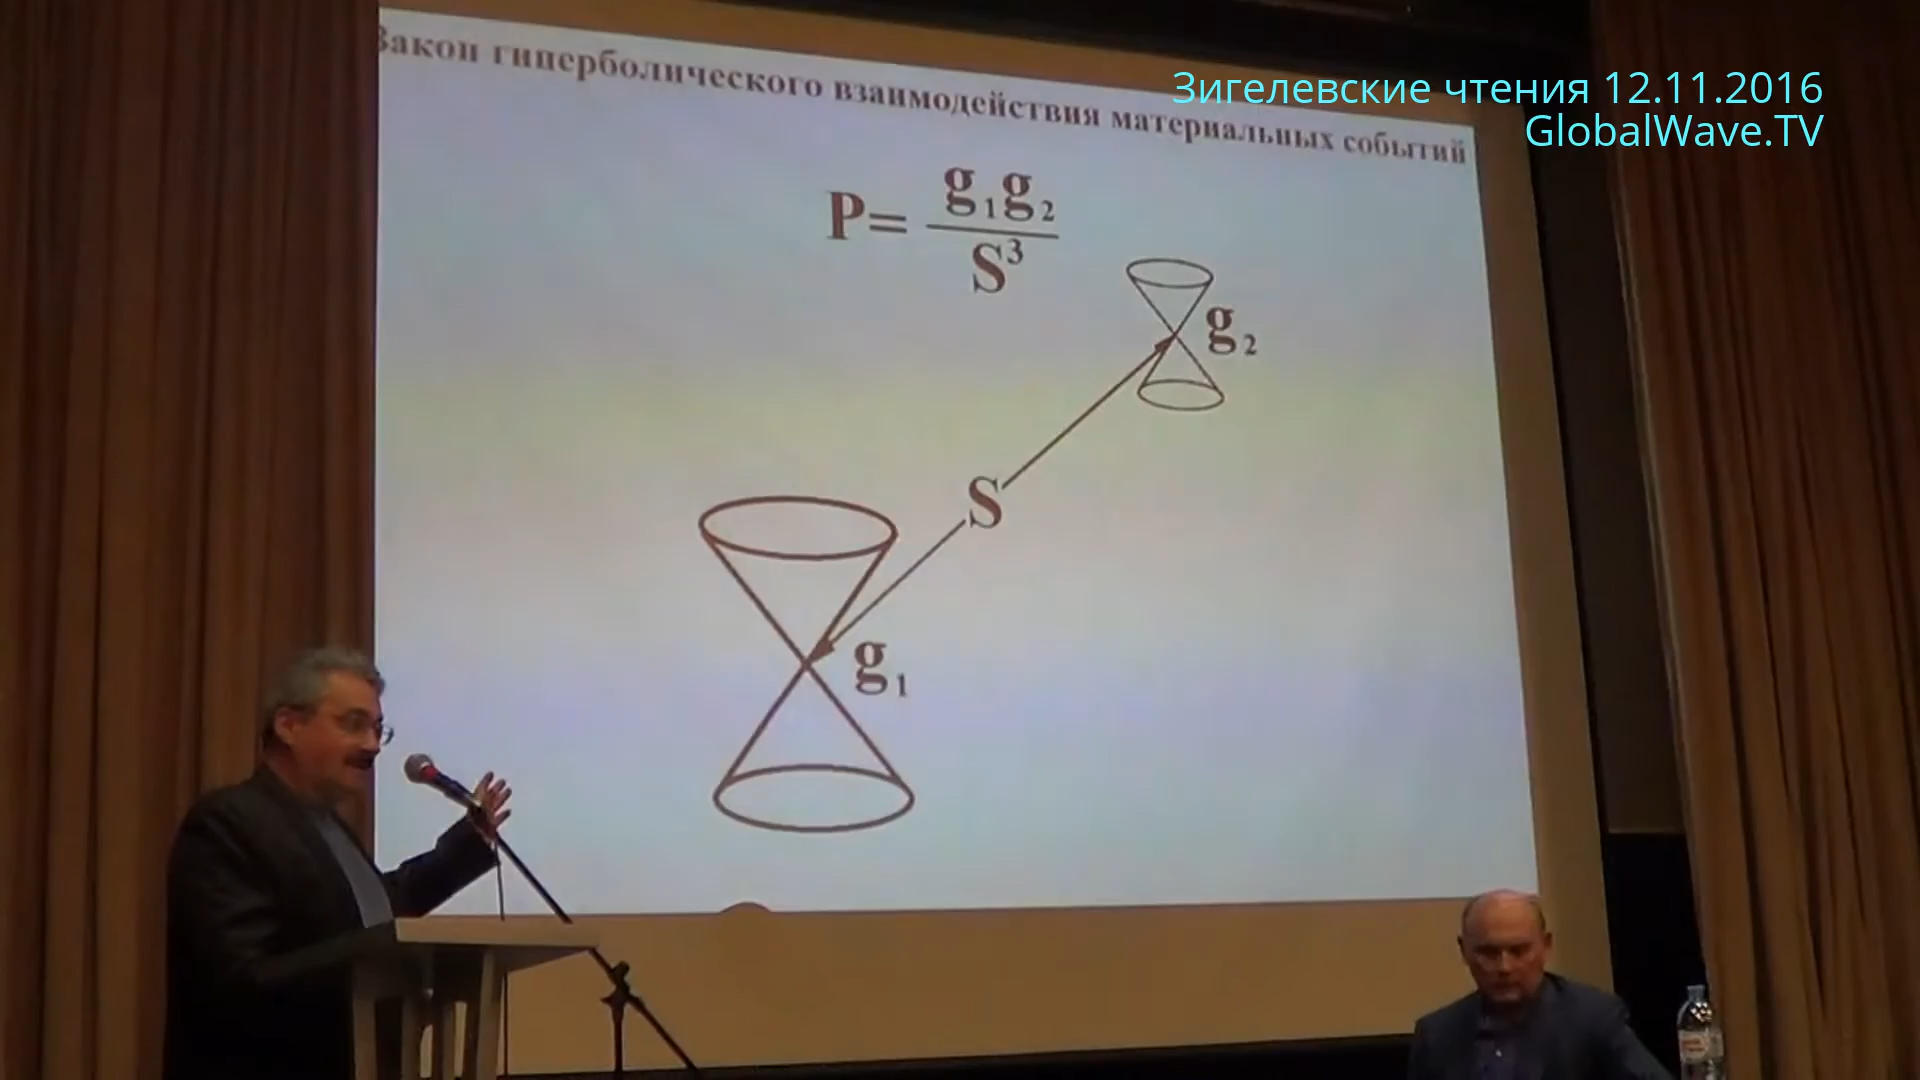 Закон гиперболического взаимодействия материальных событий
Зигелевские чтения 12.11.2016
GlobalWave.TV
P= g₁g₂
S³
g₂
S
g₁